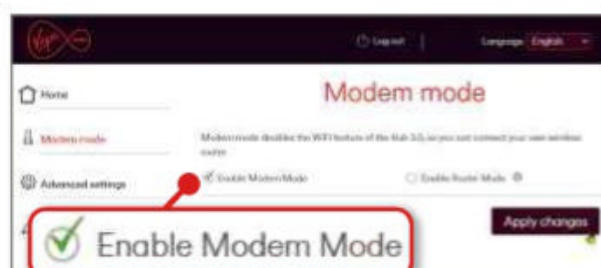 Virgin media
Log out | Language English
Home
Modem mode
Modem mode
Modem mode disables the WiFi feature of the Hub 3.0, so you can connect your own wireless
router.
Advanced settings
Enable Modem Mode
Enable Router Mode
Apply changes
Enable Modem Mode